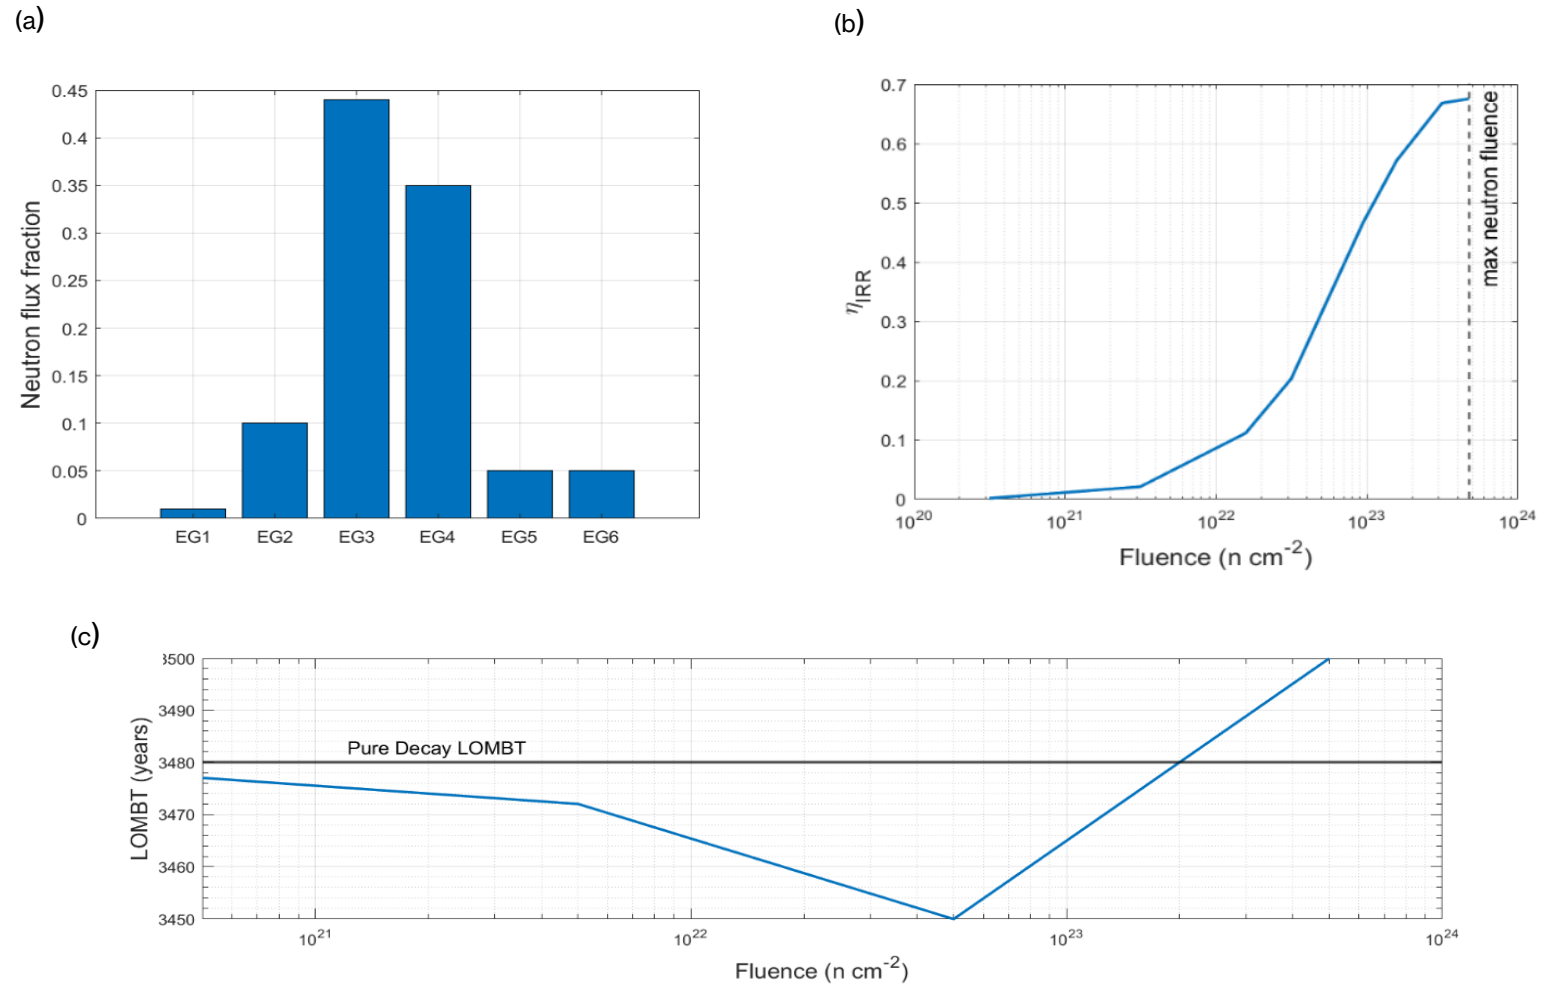 (a)
Neutron flux fraction
0.45
0.4
0.35
0.3
0.25
0.2
0.15
0.1
0.05
0
EG1 EG2 EG3 EG4 EG5 EG6
(b)
η_IRR
0.7
0.6
0.5
0.4
0.3
0.2
0.1
0
max neutron fluence
10^20 10^21 10^22 10^23 10^24
Fluence (n cm^-2)
(c)
LOMBT (years)
3500
3490
3480
3470
3460
3450
Pure Decay LOMBT
10^21 10^22 10^23 10^24
Fluence (n cm^-2)